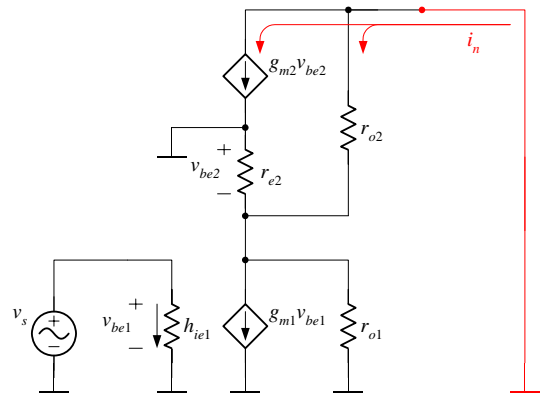 i_n
g_{m2}v_{be2}
r_{o2}
+
v_{be2}
r_{e2}
−
v_s
+
−
+
v_{be1}
−
h_{ie1}
g_{m1}v_{be1}
r_{o1}